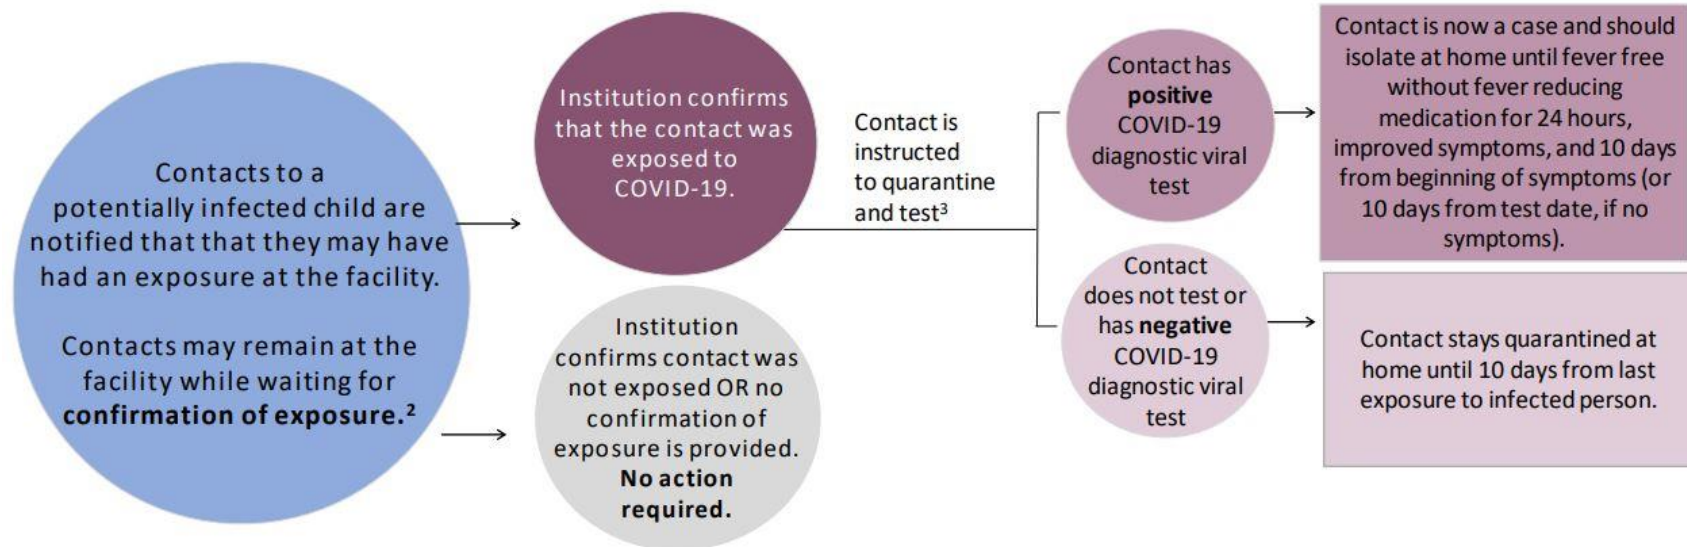 Contacts to a
potentially infected child are
notified that that they may have
had an exposure at the facility.
Contacts may remain at the
facility while waiting for
confirmation of exposure.²
Institution confirms
that the contact was
exposed to
COVID-19.
Institution
confirms contact was
not exposed OR no
confirmation of
exposure is provided.
No action
required.
Contact is
instructed
to quarantine
and test³
Contact has
positive
COVID-19
diagnostic viral
test
Contact is now a case and should
isolate at home until fever free
without fever reducing
medication for 24 hours,
improved symptoms, and 10 days
from beginning of symptoms (or
10 days from test date, if no
symptoms).
Contact
does not test or
has negative
COVID-19
diagnostic viral
test
Contact stays quarantined at
home until 10 days from last
exposure to infected person.